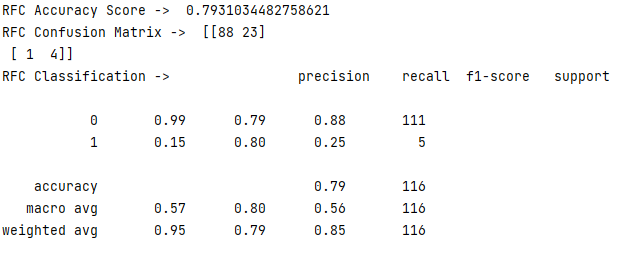 RFC Accuracy Score ->  0.7931034482758621
RFC Confusion Matrix ->  [[88 23]
 [ 1  4]]
RFC Classification ->                precision    recall  f1-score   support
           0       0.99      0.79      0.88       111
           1       0.15      0.80      0.25         5
    accuracy                           0.79       116
   macro avg       0.57      0.80      0.56       116
weighted avg       0.95      0.79      0.85       116